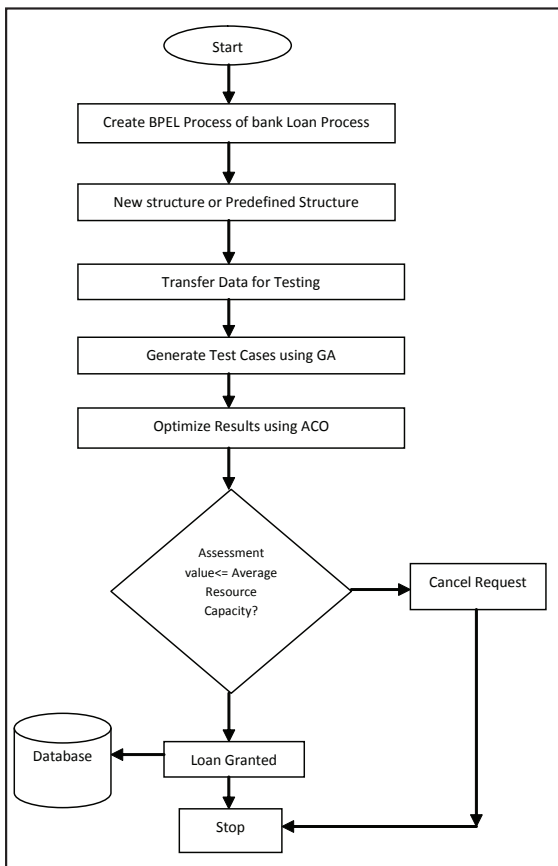 Start
Create BPEL Process of bank Loan Process
New structure or Predefined Structure
Transfer Data for Testing
Generate Test Cases using GA
Optimize Results using ACO
Assessment
value<= Average
Resource
Capacity?
Cancel Request
Database
Loan Granted
Stop